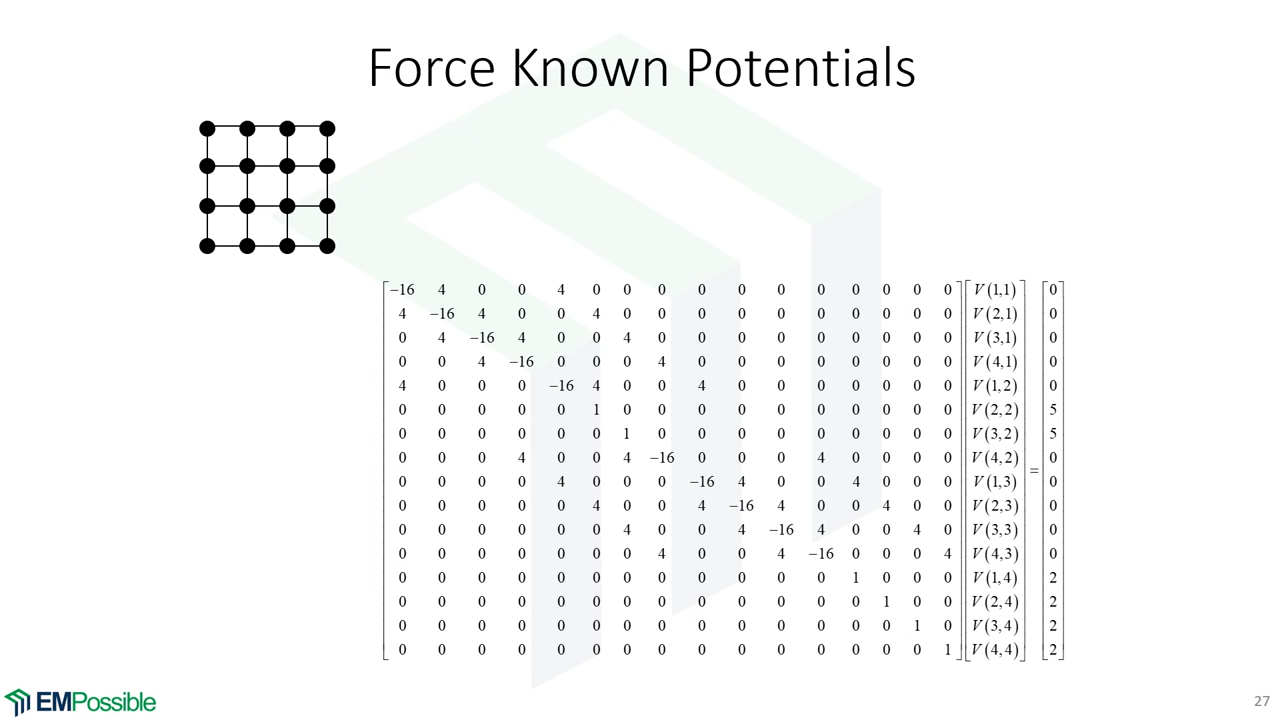 Force Known Potentials
−16 4 0 0 4 0 0 0 0 0 0 0 0 0 0 0 V(1,1) 0
4 −16 4 0 0 4 0 0 0 0 0 0 0 0 0 0 V(2,1) 0
0 4 −16 4 0 0 4 0 0 0 0 0 0 0 0 0 V(3,1) 0
0 0 4 −16 0 0 0 4 0 0 0 0 0 0 0 0 V(4,1) 0
4 0 0 0 −16 4 0 0 4 0 0 0 0 0 0 0 V(1,2) 0
0 0 0 0 0 1 0 0 0 0 0 0 0 0 0 0 V(2,2) 5
0 0 0 0 0 0 1 0 0 0 0 0 0 0 0 0 V(3,2) 5
0 0 0 4 0 0 4 −16 0 0 0 4 0 0 0 0 V(4,2) 0
0 0 0 0 4 0 0 0 −16 4 0 0 4 0 0 0 V(1,3) = 0
0 0 0 0 0 4 0 0 4 −16 4 0 0 4 0 0 V(2,3) 0
0 0 0 0 0 0 4 0 0 4 −16 4 0 0 4 0 V(3,3) 0
0 0 0 0 0 0 0 4 0 0 4 −16 0 0 0 4 V(4,3) 0
0 0 0 0 0 0 0 0 0 0 0 0 1 0 0 0 V(1,4) 2
0 0 0 0 0 0 0 0 0 0 0 0 0 1 0 0 V(2,4) 2
0 0 0 0 0 0 0 0 0 0 0 0 0 0 1 0 V(3,4) 2
0 0 0 0 0 0 0 0 0 0 0 0 0 0 0 1 V(4,4) 2
EMPossible
27